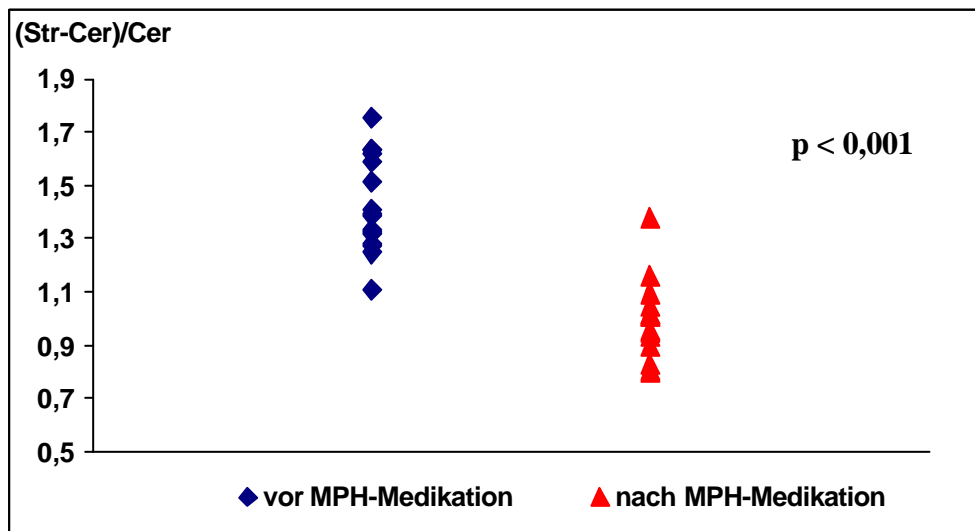 (Str-Cer)/Cer
1,9
1,7
p < 0,001
1,5
1,3
1,1
0,9
0,7
0,5
vor MPH-Medikation nach MPH-Medikation